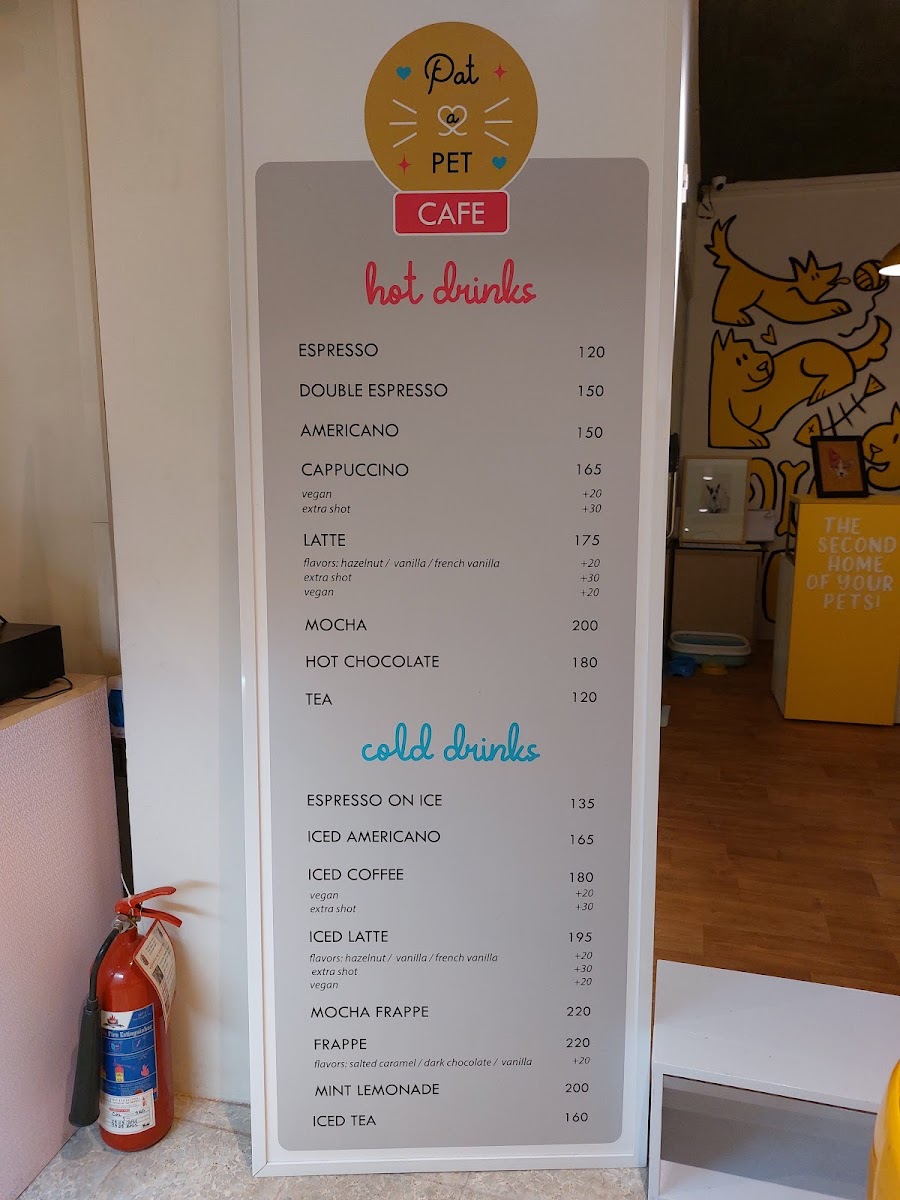 Pat
a
PET
CAFE
hot drinks
ESPRESSO 120
DOUBLE ESPRESSO 150
AMERICANO 150
CAPPUCCINO 165
vegan +20
extra shot +30
LATTE 175
flavors: hazelnut / vanilla / french vanilla +20
extra shot +30
vegan +20
MOCHA 200
HOT CHOCOLATE 180
TEA 120
cold drinks
ESPRESSO ON ICE 135
ICED AMERICANO 165
ICED COFFEE 180
vegan +20
extra shot +30
ICED LATTE 195
flavors: hazelnut / vanilla / french vanilla +20
extra shot +30
vegan +20
MOCHA FRAPPE 220
FRAPPE 220
flavors: salted caramel / dark chocolate / vanilla +20
MINT LEMONADE 200
ICED TEA 160
THE
SECOND
HOME
OF YOUR
PETS!
Fire Extinguisher